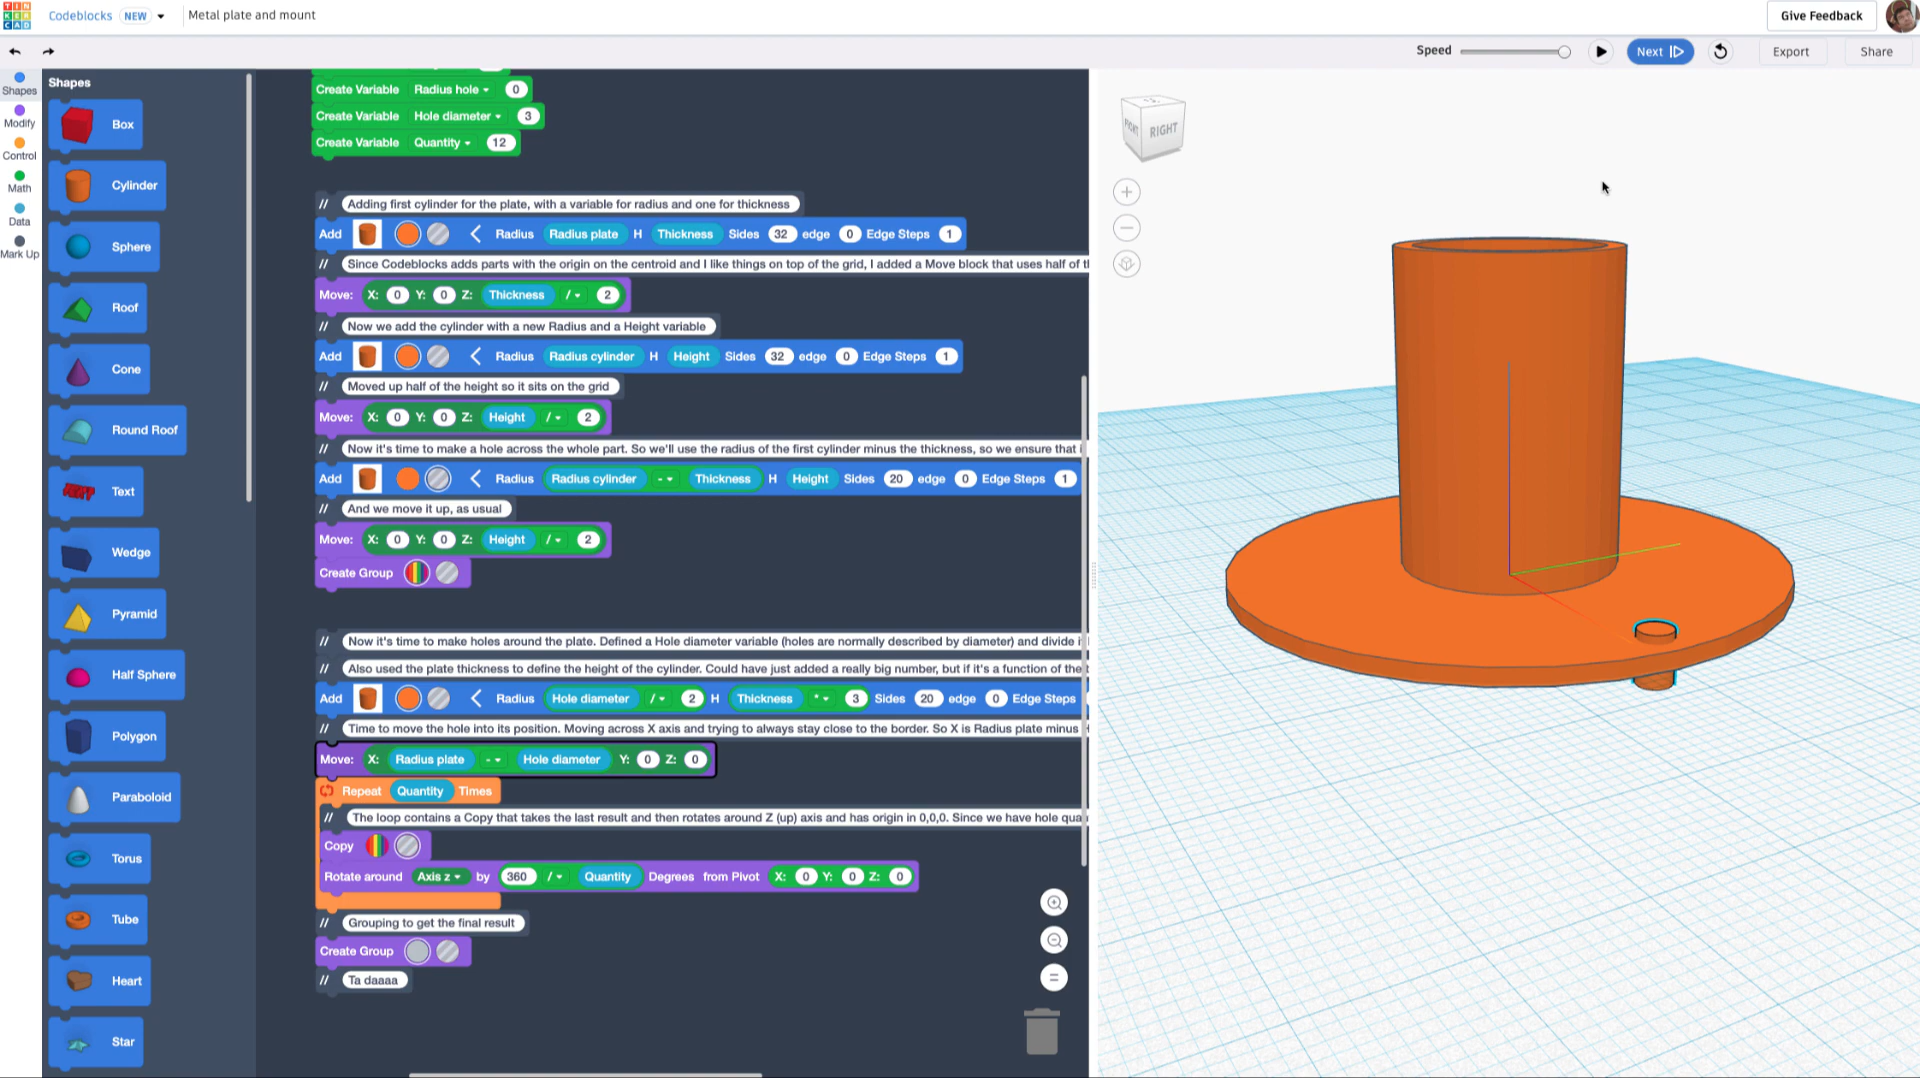 TIN
KER
CAD
Codeblocks NEW Metal plate and mount
Give Feedback
Speed Next Export Share
Shapes
Modify
Control
Math
Data
Mark Up
Shapes
Box
Cylinder
Sphere
Roof
Cone
Round Roof
Text
Wedge
Pyramid
Half Sphere
Polygon
Paraboloid
Torus
Tube
Heart
Star
Create Variable Radius hole 0
Create Variable Hole diameter 3
Create Variable Quantity 12
// Adding first cylinder for the plate, with a variable for radius and one for thickness
Add Radius Radius plate H Thickness Sides 32 edge 0 Edge Steps 1
// Since Codeblocks adds parts with the origin on the centroid and I like things on top of the grid, I added a Move block that uses half of
Move: X: 0 Y: 0 Z: Thickness / 2
// Now we add the cylinder with a new Radius and a Height variable
Add Radius Radius cylinder H Height Sides 32 edge 0 Edge Steps 1
// Moved up half of the height so it sits on the grid
Move: X: 0 Y: 0 Z: Height / 2
// Now it's time to make a hole across the whole part. So we'll use the radius of the first cylinder minus the thickness, so we ensure that
Add Radius Radius cylinder - Thickness H Height Sides 20 edge 0 Edge Steps 1
// And we move it up, as usual
Move: X: 0 Y: 0 Z: Height / 2
Create Group
// Now it's time to make holes around the plate. Defined a Hole diameter variable (holes are normally described by diameter) and divide
// Also used the plate thickness to define the height of the cylinder. Could have just added a really big number, but if it's a function of the
Add Radius Hole diameter / 2 H Thickness * 3 Sides 20 edge 0 Edge Steps
// Time to move the hole into its position. Moving across X axis and trying to always stay close to the border. So X is Radius plate minus
Move: X: Radius plate - Hole diameter Y: 0 Z: 0
Repeat Quantity Times
// The loop contains a Copy that takes the last result and then rotates around Z (up) axis and has origin in 0,0,0. Since we have hole
Copy
Rotate around Axis z by 360 / Quantity Degrees from Pivot X: 0 Y: 0 Z: 0
// Grouping to get the final result
Create Group
// Ta daaaa
RIGHT